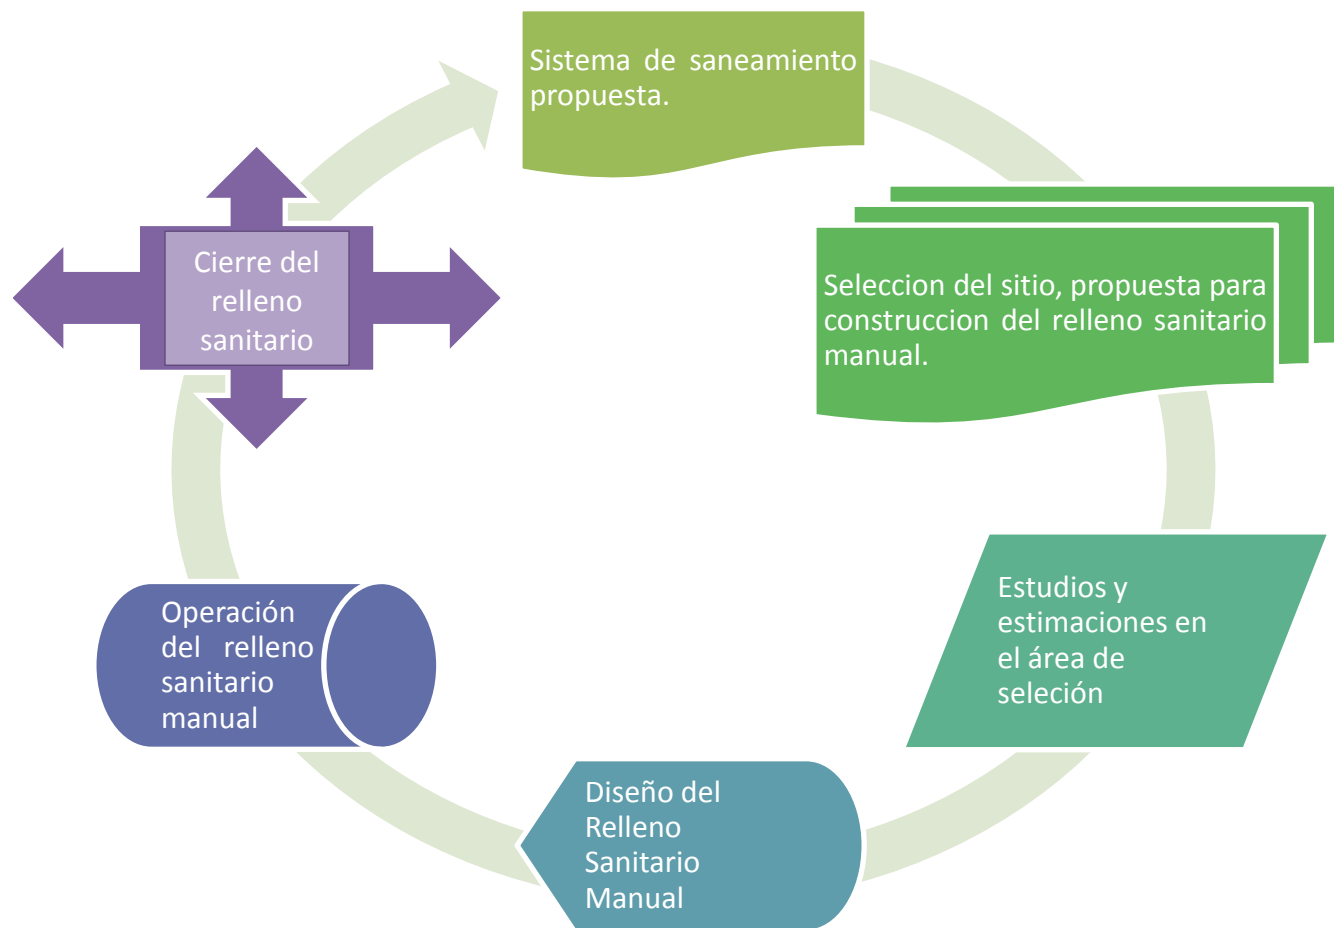 Sistema de saneamiento
propuesta.
Seleccion del sitio, propuesta para
construccion del relleno sanitario
manual.
Estudios y
estimaciones en
el área de
seleción
Diseño del
Relleno
Sanitario
Manual
Operación
del relleno
sanitario
manual
Cierre del
relleno
sanitario